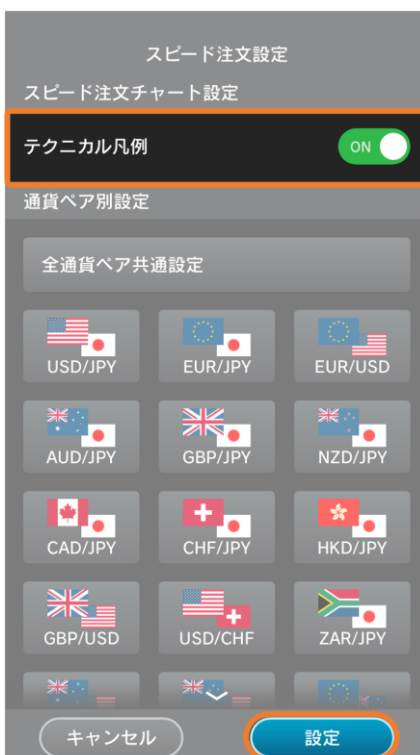 スピード注文設定
スピード注文チャート設定
テクニカル凡例
ON
通貨ペア別設定
全通貨ペア共通設定
USD/JPY EUR/JPY EUR/USD
AUD/JPY GBP/JPY NZD/JPY
CAD/JPY CHF/JPY HKD/JPY
GBP/USD USD/CHF ZAR/JPY
キャンセル 設定